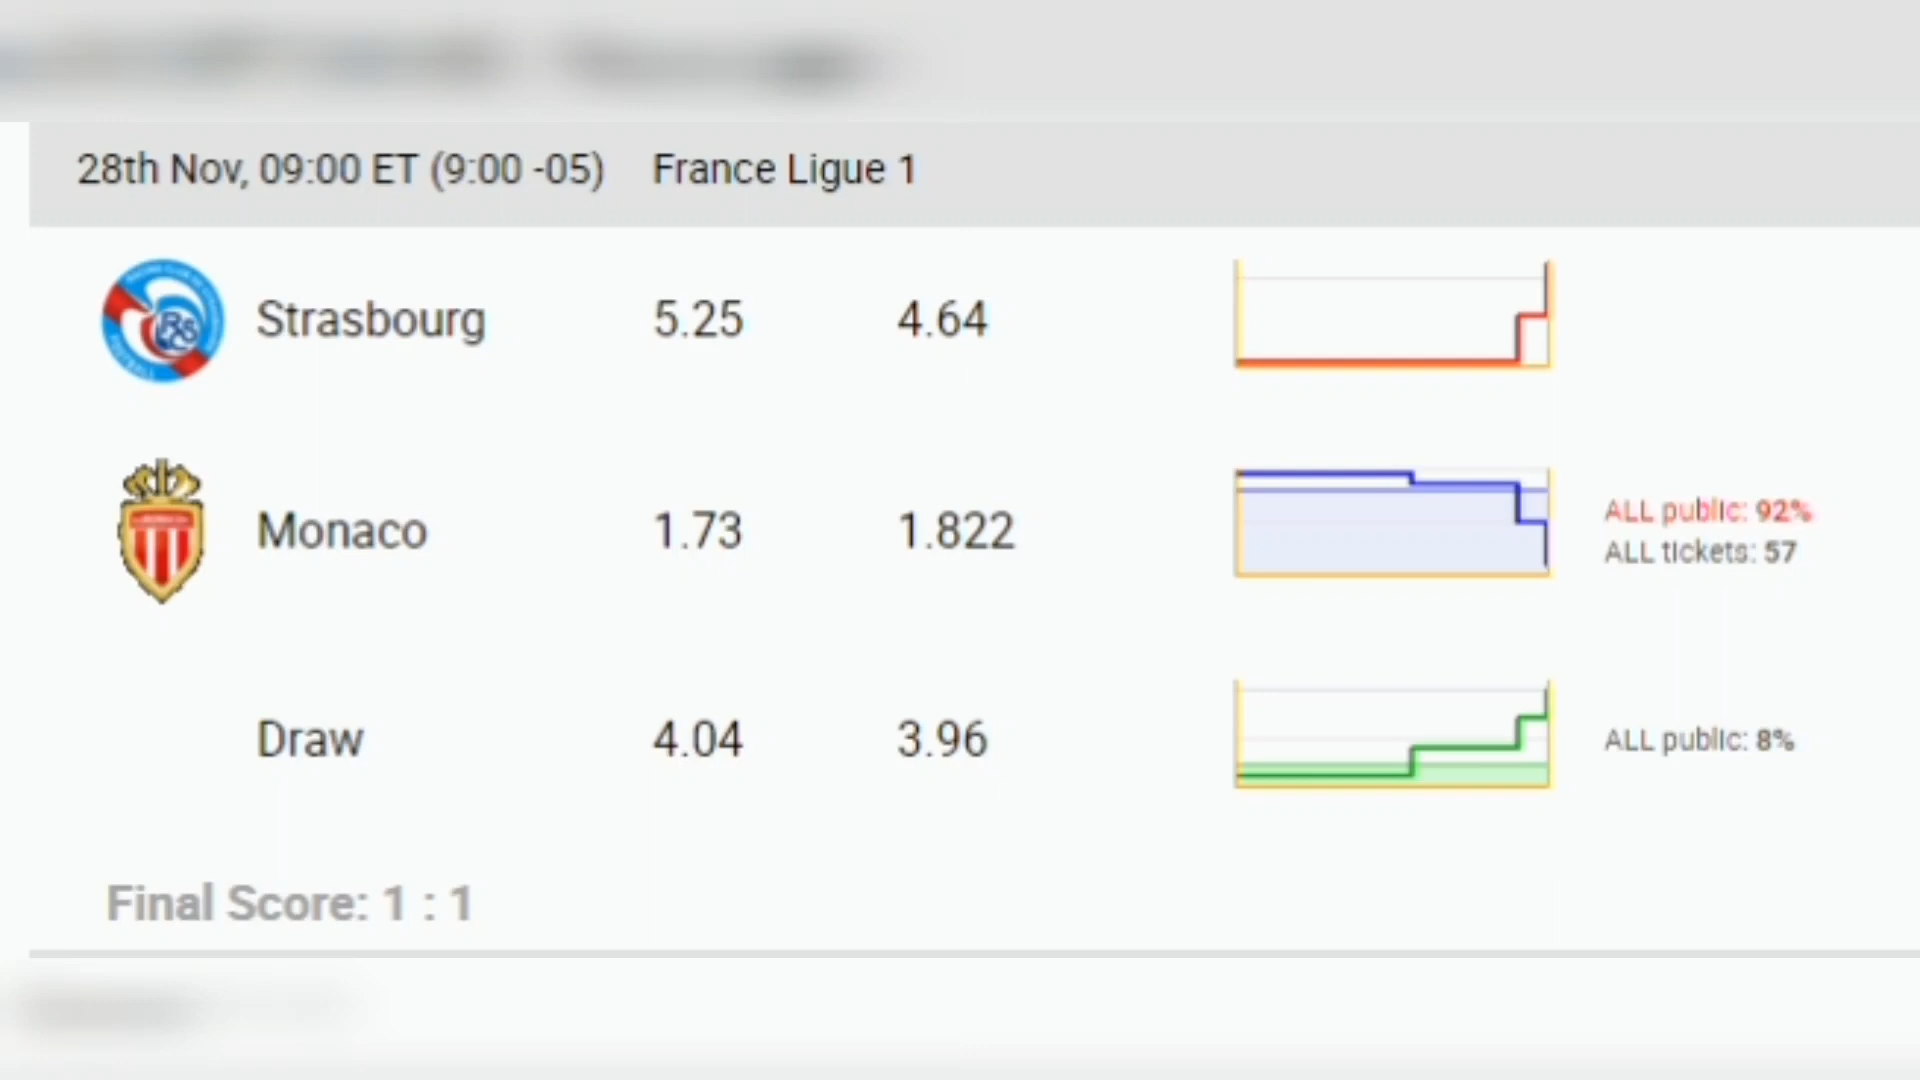 28th Nov, 09:00 ET (9:00 -05) France Ligue 1
Strasbourg 5.25 4.64
Monaco 1.73 1.822
ALL public: 92%
ALL tickets: 57
Draw 4.04 3.96 ALL public: 8%
Final Score: 1 : 1